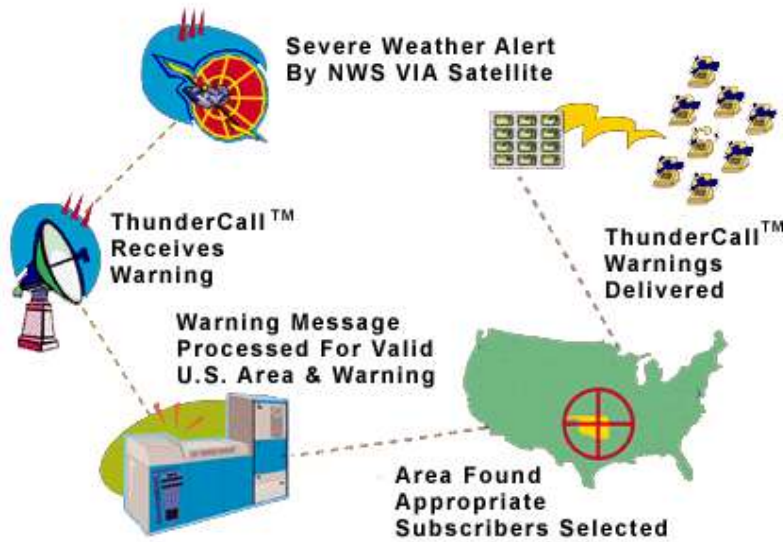 Severe Weather Alert
By NWS VIA Satellite
ThunderCall™
Receives
Warning
Warning Message
Processed For Valid
U.S. Area & Warning
Area Found
Appropriate
Subscribers Selected
ThunderCall™
Warnings
Delivered